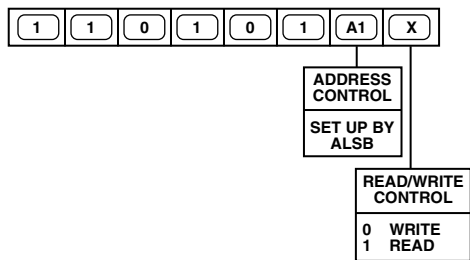 1 1 0 1 0 1 A1 X
ADDRESS
CONTROL
SET UP BY
ALSB
READ/WRITE
CONTROL
0 WRITE
1 READ